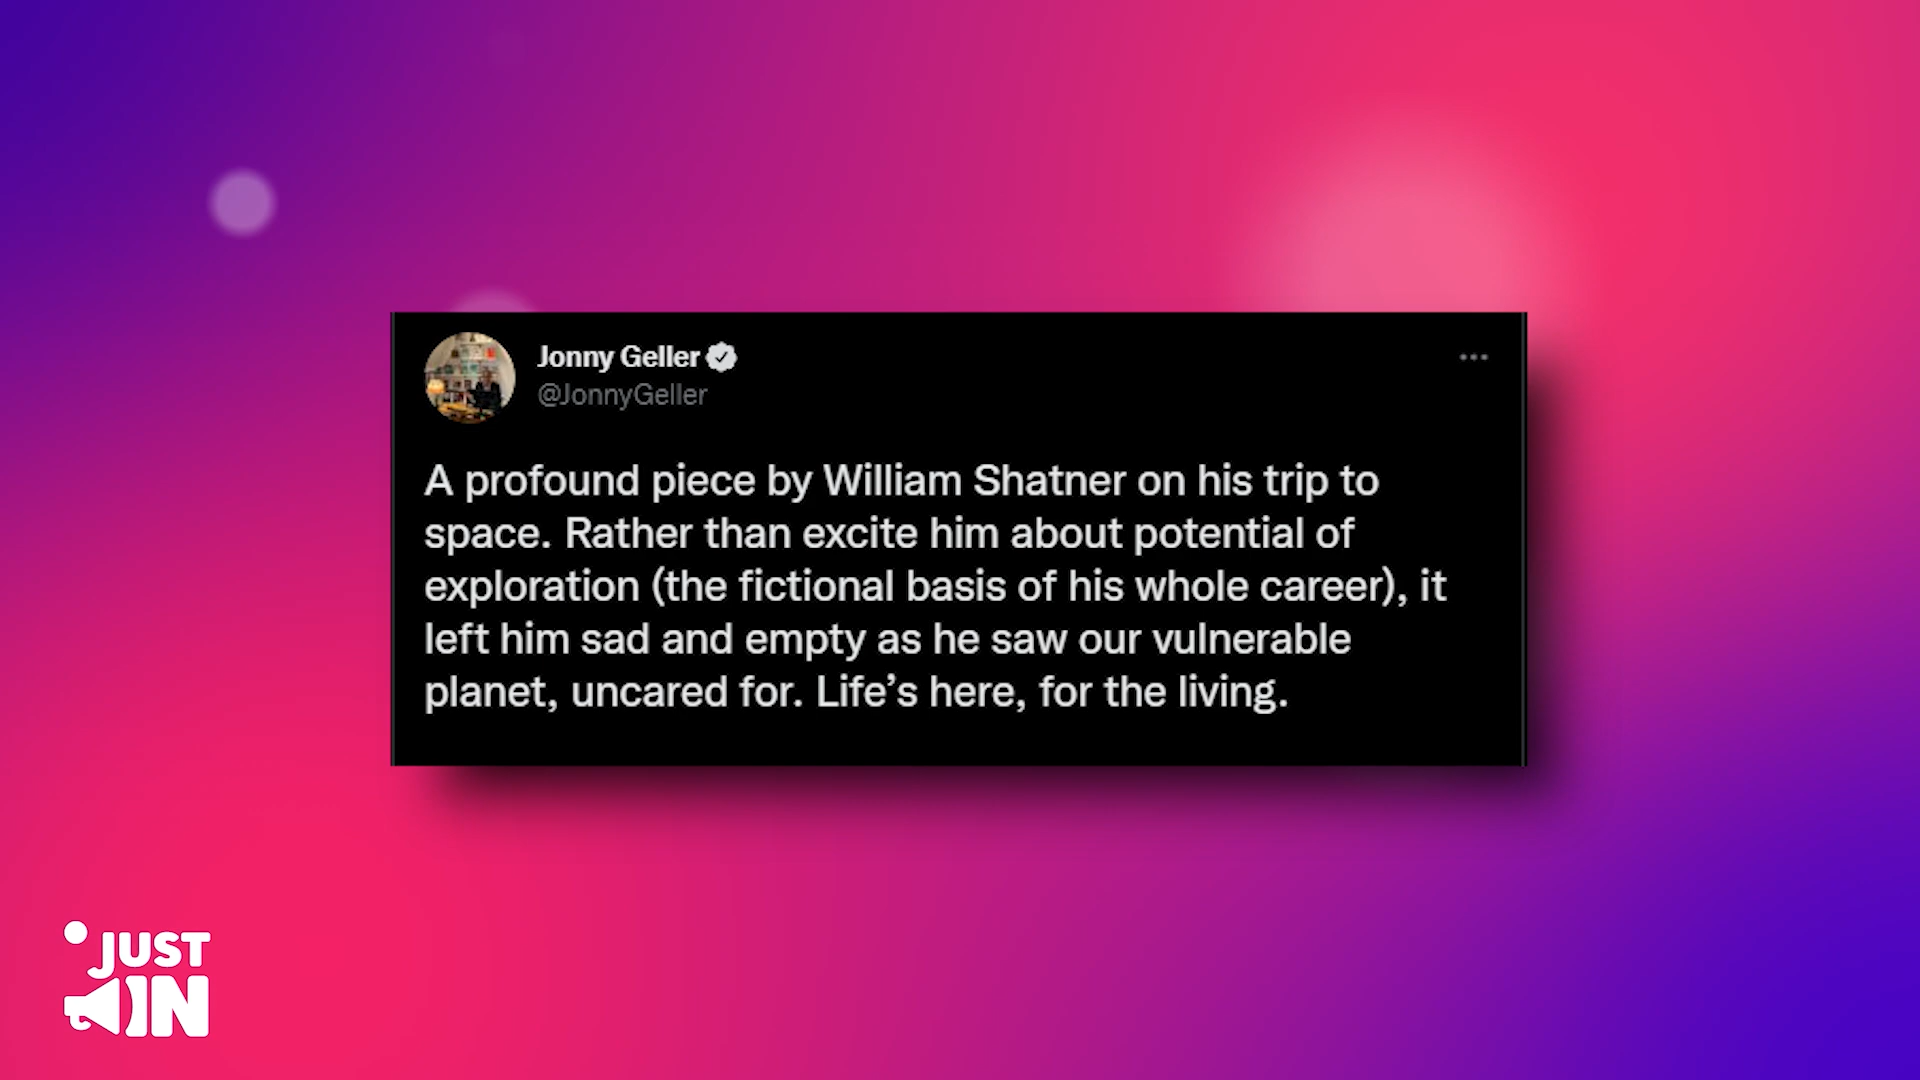 Jonny Geller
@JonnyGeller
A profound piece by William Shatner on his trip to
space. Rather than excite him about potential of
exploration (the fictional basis of his whole career), it
left him sad and empty as he saw our vulnerable
planet, uncared for. Life’s here, for the living.
JUST
IN